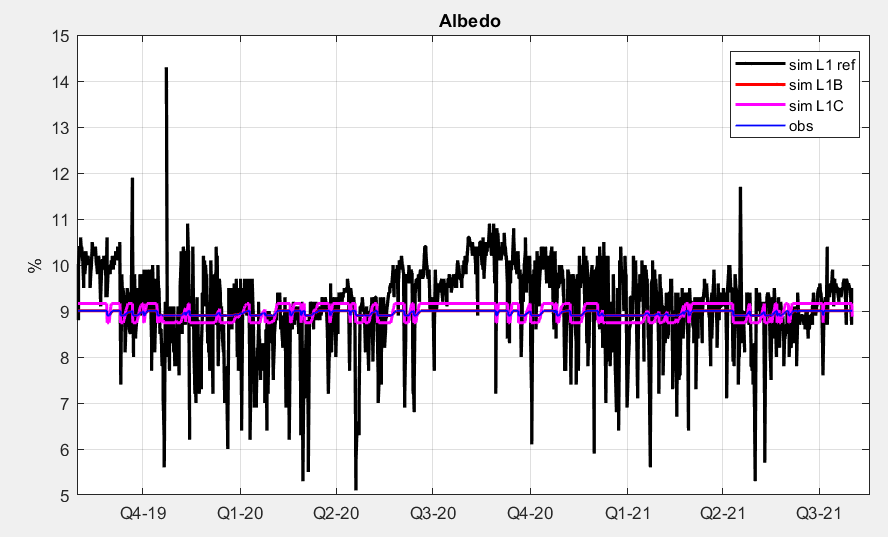 Albedo
15
14
13
12
11
10
9
8
7
6
5
%
sim L1 ref
sim L1B
sim L1C
obs
Q4-19
Q1-20
Q2-20
Q3-20
Q4-20
Q1-21
Q2-21
Q3-21